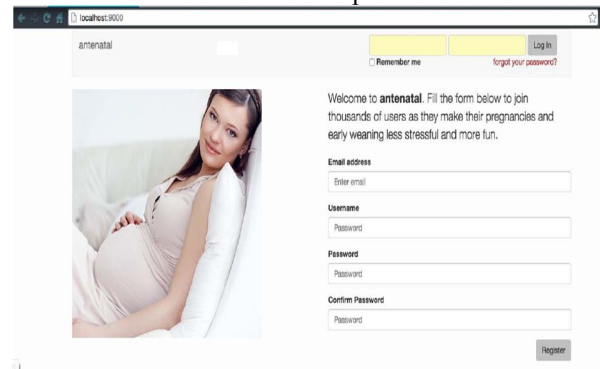 localhost:9000
antenatal
Log In
Remember me
forgot your password?
Welcome to antenatal. Fill the form below to join
thousands of users as they make their pregnancies and
early weaning less stressful and more fun.
Email address
Enter email
Username
Password
Password
Password
Confirm Password
Password
Register